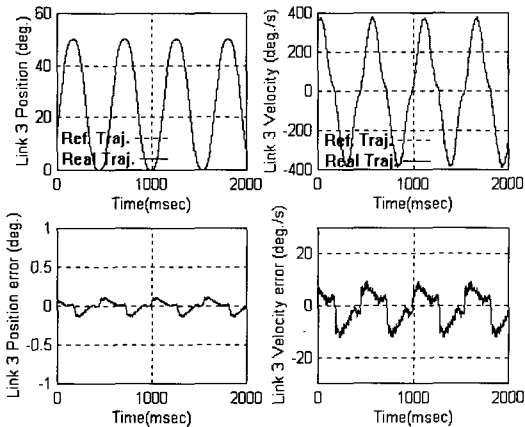 60
40
20
0
Link 3 Position (deg.)
Ref. Traj.
Real Traj.
0 1000 2000
Time(msec)
400
200
0
-200
-400
Link 3 Velocity (deg./s)
Ref. Traj.
Real Traj.
0 1000 2000
Time(msec)
1
0.5
0
-0.5
-1
Link 3 Position error (deg.)
0 1000 2000
Time(msec)
20
0
-20
Link 3 Velocity error (deg./s)
0 1000 2000
Time(msec)